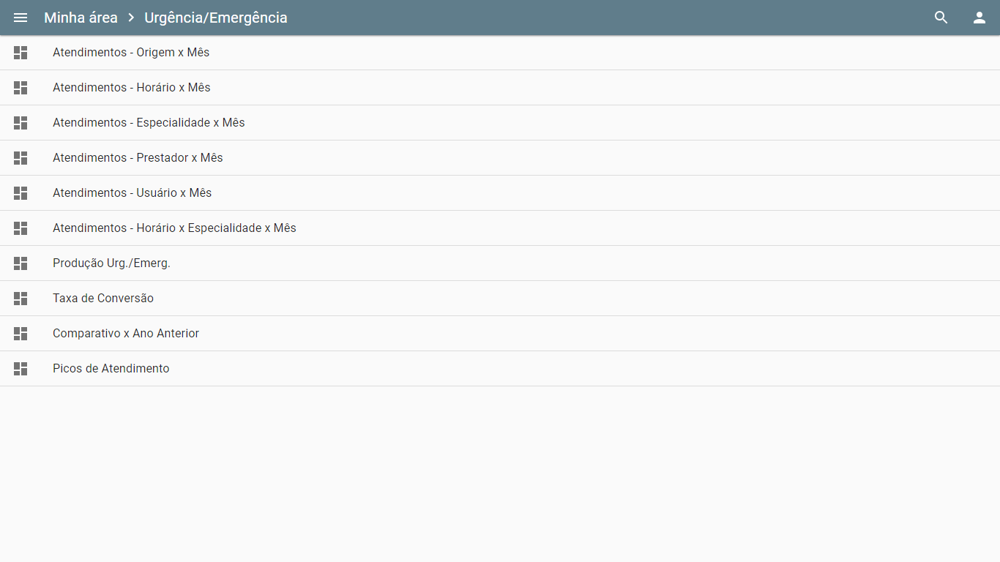 Minha área > Urgência/Emergência
Atendimentos - Origem x Mês
Atendimentos - Horário x Mês
Atendimentos - Especialidade x Mês
Atendimentos - Prestador x Mês
Atendimentos - Usuário x Mês
Atendimentos - Horário x Especialidade x Mês
Produção Urg./Emerg.
Taxa de Conversão
Comparativo x Ano Anterior
Picos de Atendimento